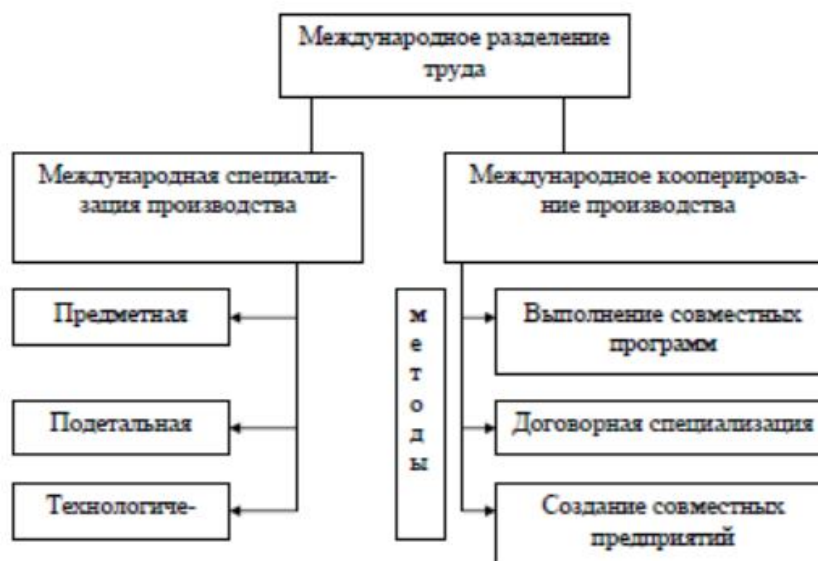 Международное разделение
труда
Международная специали-
зация производства
Международное кооперирова-
ние производства
Предметная
Подетальная
Технологиче-
методы
Выполнение совместных
программ
Договорная специализация
Создание совместных
предприятий